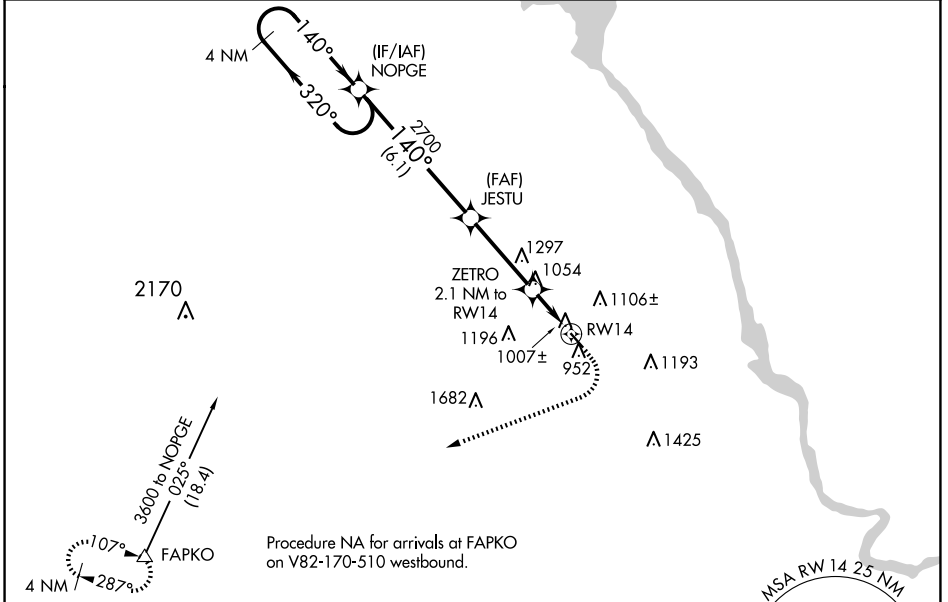 4 NM
140°
320°
(IF/IAF)
NOPGE
2700
140°
(6.1)
(FAF)
JESTU
1297
1054
ZETRO
2.1 NM to
RW14
1106±
RW14
1196
1007±
952
1193
2170
1682
1425
3600 to NOPGE
025°
(18.4)
107°
FAPKO
4 NM
287°
Procedure NA for arrivals at FAPKO
on V82-170-510 westbound.
MSA RW 14 25 NM